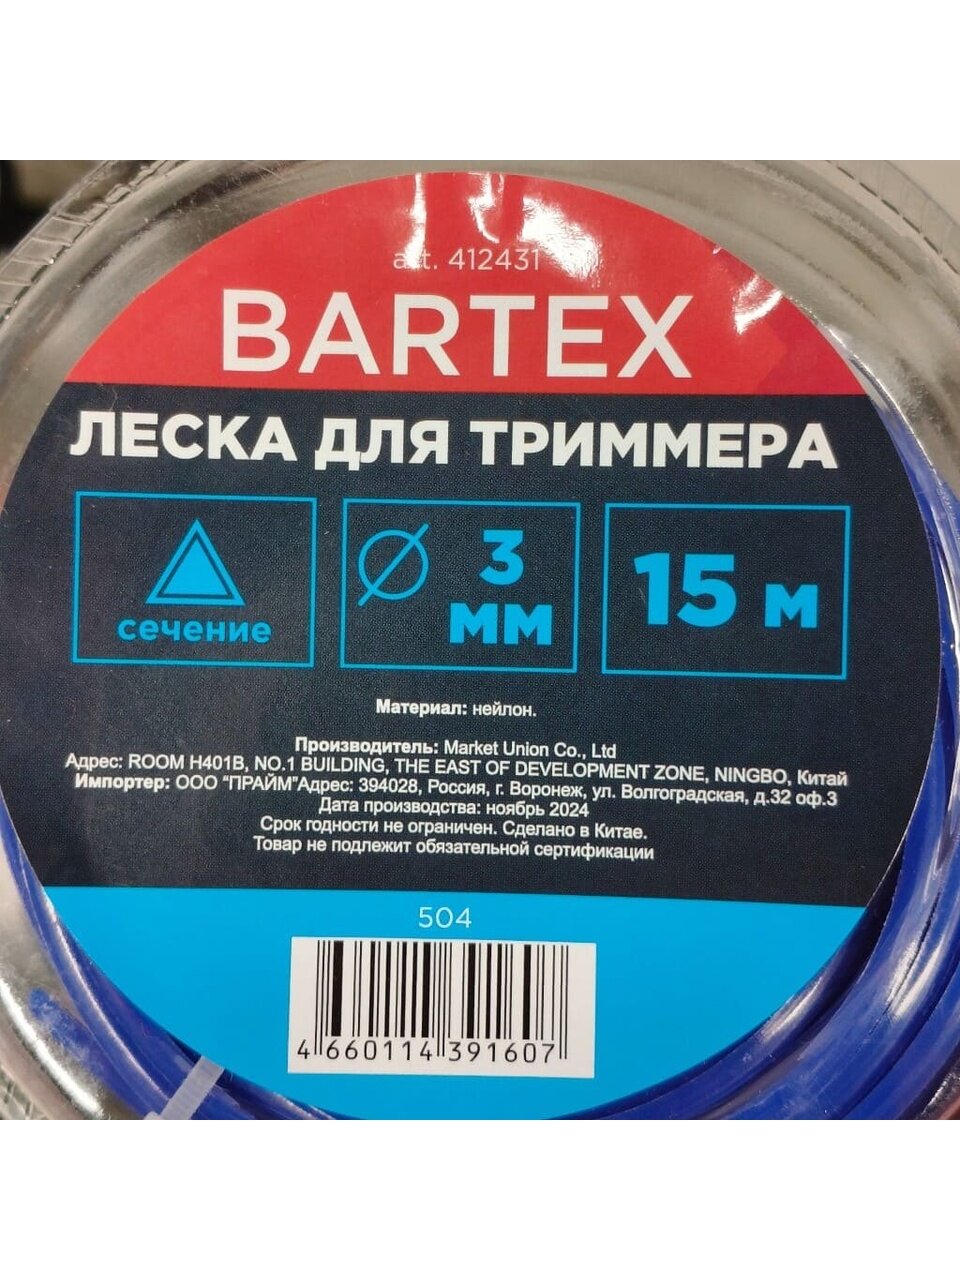 art. 412431
BARTEX
ЛЕСКА ДЛЯ ТРИММЕРА
сечение
3
мм
15 м
Материал: нейлон.
Производитель: Market Union Co., Ltd
Адрес: ROOM H401B, NO.1 BUILDING, THE EAST OF DEVELOPMENT ZONE, NINGBO, Китай
Импортер: ООО "ПРАЙМ"Адрес: 394028, Россия, г. Воронеж, ул. Волгоградская, д.32 оф.3
Дата производства: ноябрь 2024
Срок годности не ограничен. Сделано в Китае.
Товар не подлежит обязательной сертификации
504
4 660114 391607